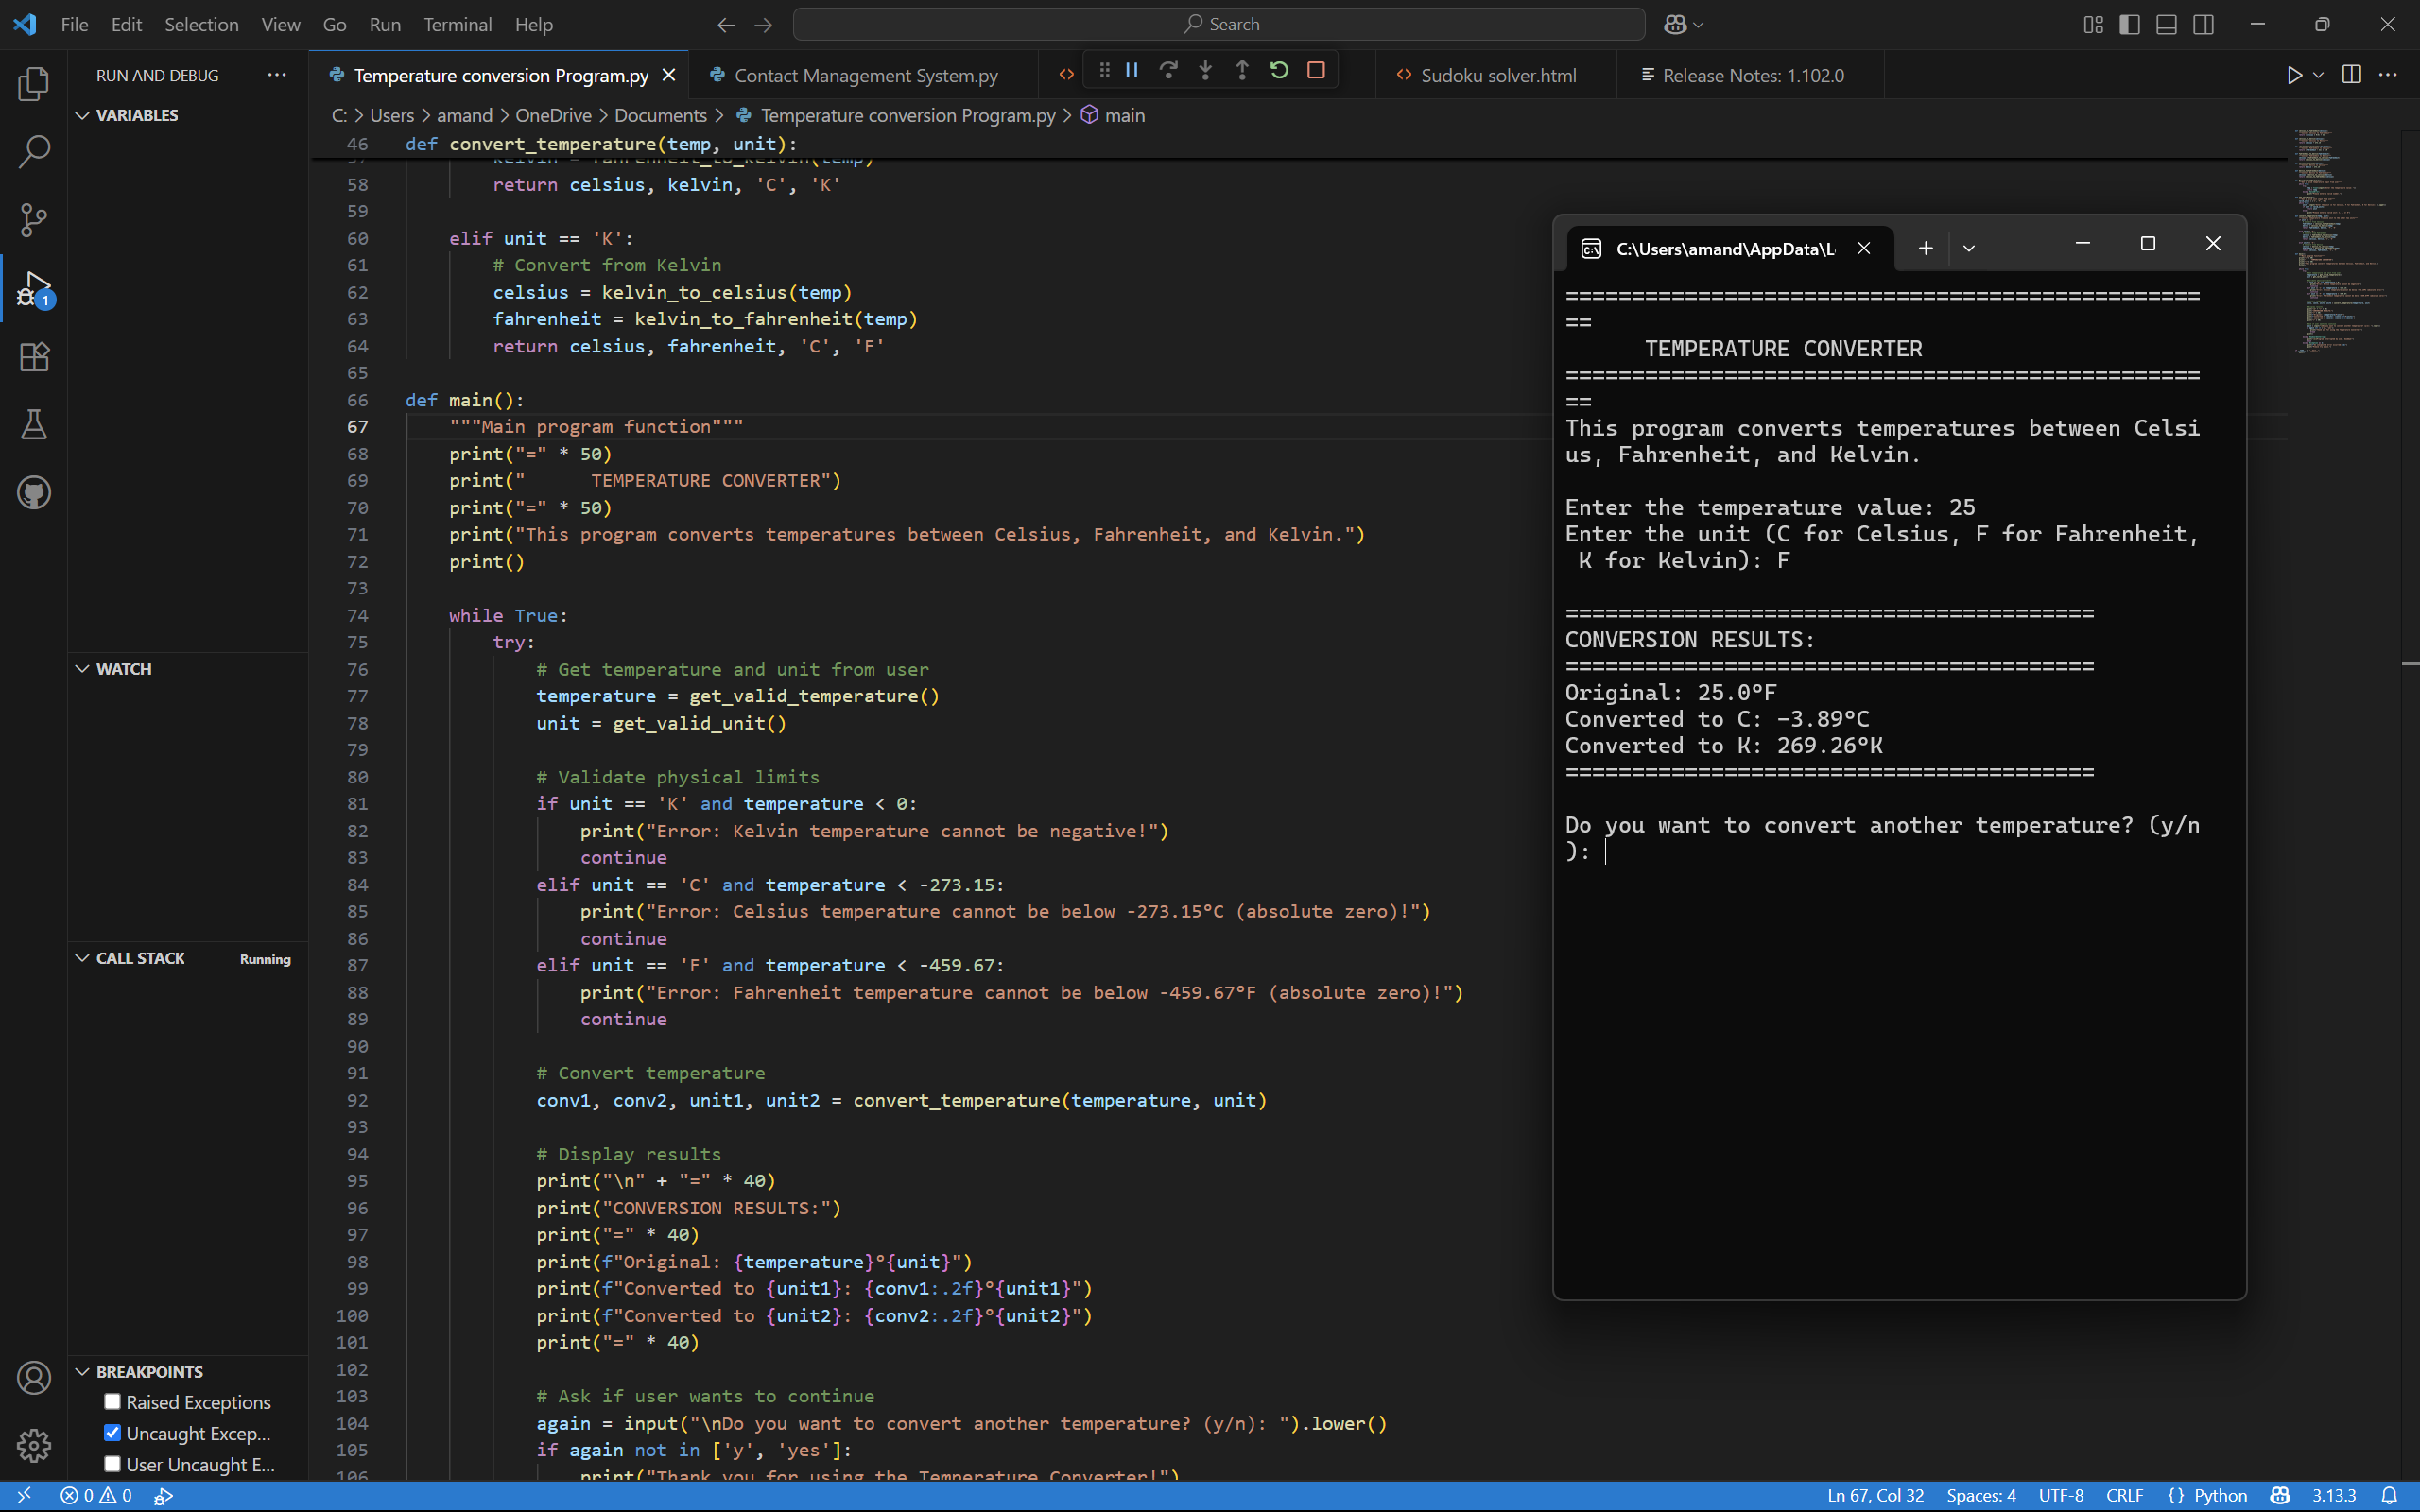 File Edit Selection View Go Run Terminal Help
Search
RUN AND DEBUG
Temperature conversion Program.py
Contact Management System.py
Sudoku solver.html
Release Notes: 1.102.0
VARIABLES
C: > Users > amand > OneDrive > Documents > Temperature conversion Program.py > main
46 def convert_temperature(temp, unit):
kelvin = fahrenheit_to_kelvin(temp)
58 return celsius, kelvin, 'C', 'K'
59
60 elif unit == 'K':
61 # Convert from Kelvin
62 celsius = kelvin_to_celsius(temp)
63 fahrenheit = kelvin_to_fahrenheit(temp)
64 return celsius, fahrenheit, 'C', 'F'
65
66 def main():
67 """Main program function"""
68 print("=" * 50)
69 print("      TEMPERATURE CONVERTER")
70 print("=" * 50)
71 print("This program converts temperatures between Celsius, Fahrenheit, and Kelvin.")
72 print()
73
74 while True:
75 try:
76 # Get temperature and unit from user
77 temperature = get_valid_temperature()
78 unit = get_valid_unit()
79
80 # Validate physical limits
81 if unit == 'K' and temperature < 0:
82 print("Error: Kelvin temperature cannot be negative!")
83 continue
84 elif unit == 'C' and temperature < -273.15:
85 print("Error: Celsius temperature cannot be below -273.15°C (absolute zero)!")
86 continue
87 elif unit == 'F' and temperature < -459.67:
88 print("Error: Fahrenheit temperature cannot be below -459.67°F (absolute zero)!")
89 continue
90
91 # Convert temperature
92 conv1, conv2, unit1, unit2 = convert_temperature(temperature, unit)
93
94 # Display results
95 print("\n" + "=" * 40)
96 print("CONVERSION RESULTS:")
97 print("=" * 40)
98 print(f"Original: {temperature}°{unit}")
99 print(f"Converted to {unit1}: {conv1:.2f}°{unit1}")
100 print(f"Converted to {unit2}: {conv2:.2f}°{unit2}")
101 print("=" * 40)
102
103 # Ask if user wants to continue
104 again = input("\nDo you want to convert another temperature? (y/n): ").lower()
105 if again not in ['y', 'yes']:
106 print("Thank you for using the Temperature Converter!")
WATCH
CALL STACK Running
BREAKPOINTS
Raised Exceptions
Uncaught Excep...
User Uncaught E...
C:\Users\amand\AppData\L
================================================
==
TEMPERATURE CONVERTER
================================================
==
This program converts temperatures between Celsi
us, Fahrenheit, and Kelvin.
Enter the temperature value: 25
Enter the unit (C for Celsius, F for Fahrenheit,
K for Kelvin): F
========================================
CONVERSION RESULTS:
========================================
Original: 25.0°F
Converted to C: -3.89°C
Converted to K: 269.26°K
========================================
Do you want to convert another temperature? (y/n
):
0 0
Ln 67, Col 32 Spaces: 4 UTF-8 CRLF {} Python 3.13.3